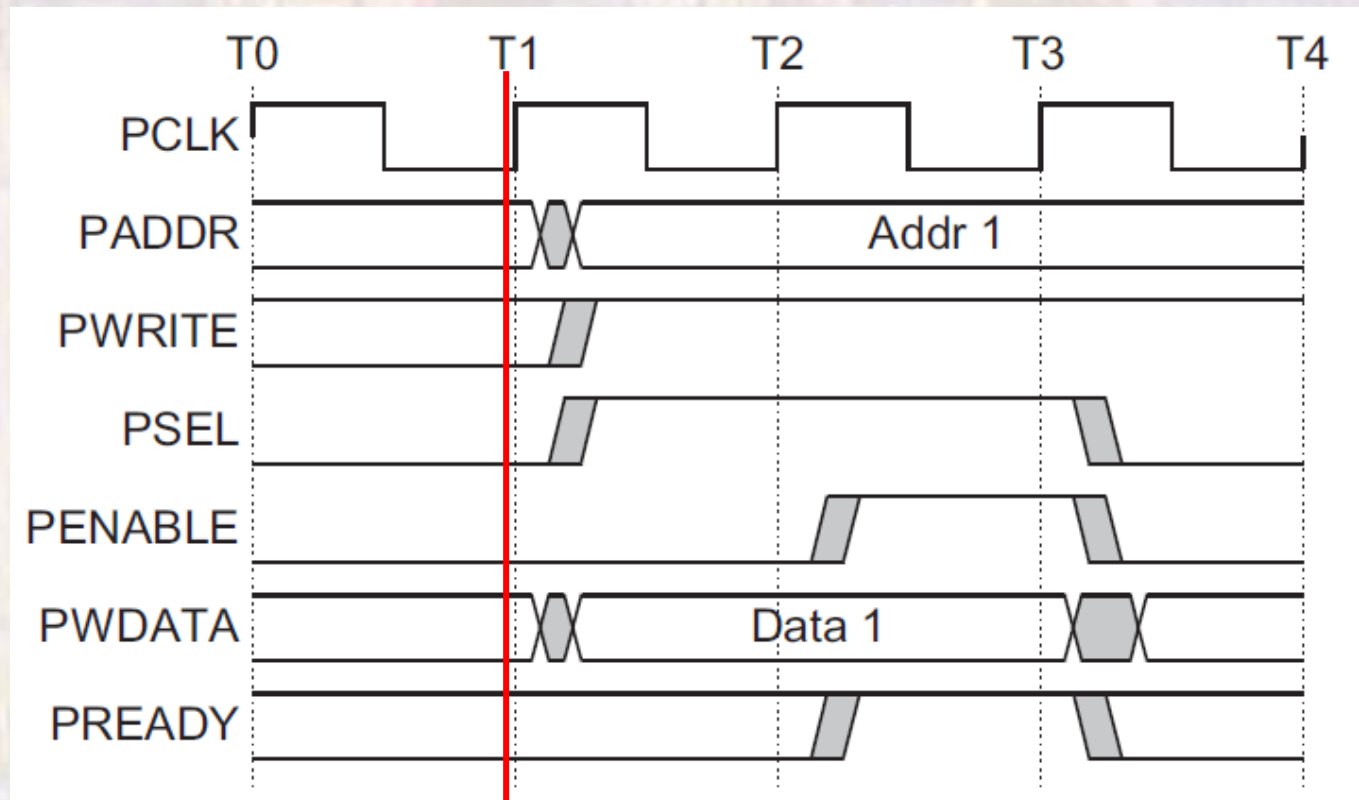 T0 T1 T2 T3 T4
PCLK
PADDR Addr 1
PWRITE
PSEL
PENABLE
PWDATA Data 1
PREADY